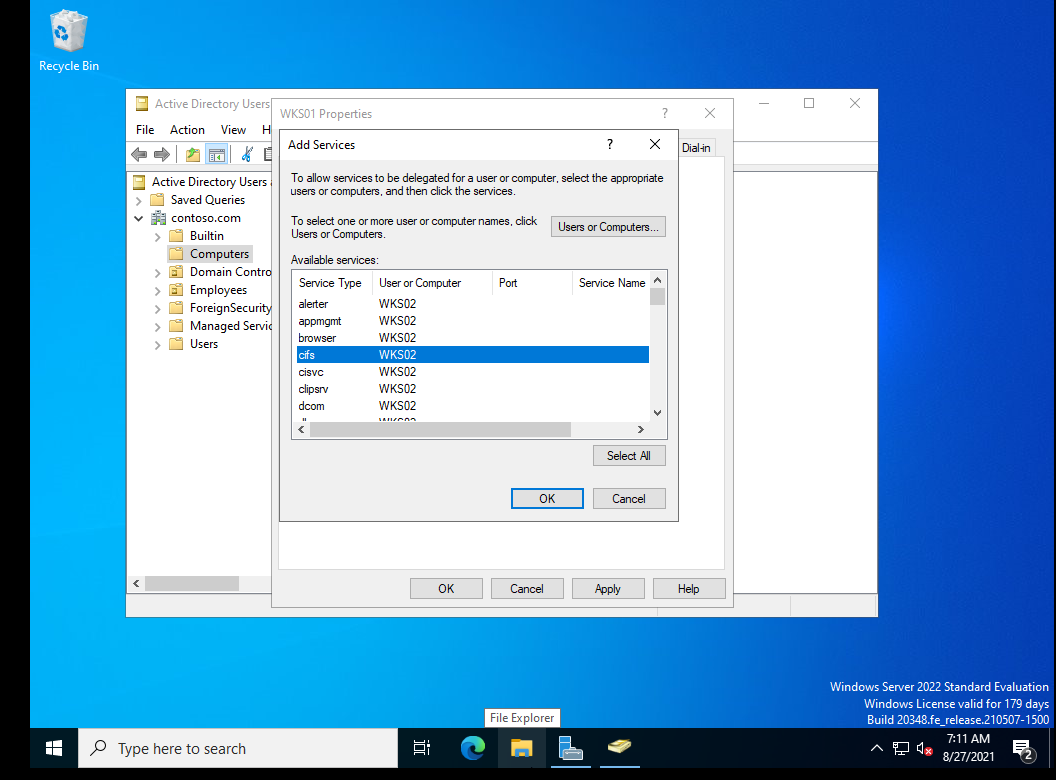 Recycle Bin
Active Directory Users
WKS01 Properties
?
File Action View H
Add Services
?
Dial-in
To allow services to be delegated for a user or computer, select the appropriate
users or computers, and then click the services.
To select one or more user or computer names, click
Users or Computers.
Users or Computers...
Available services:
Service Type User or Computer Port Service Name
alerter WKS02
appmgmt WKS02
browser WKS02
cifs WKS02
cisvc WKS02
clipsrv WKS02
dcom WKS02
Select All
OK Cancel
Active Directory Users
Saved Queries
contoso.com
Builtin
Computers
Domain Contro
Employees
ForeignSecurity
Managed Servic
Users
OK Cancel Apply Help
Windows Server 2022 Standard Evaluation
Windows License valid for 179 days
Build 20348.fe_release.210507-1500
File Explorer
Type here to search
7:11 AM
8/27/2021
2